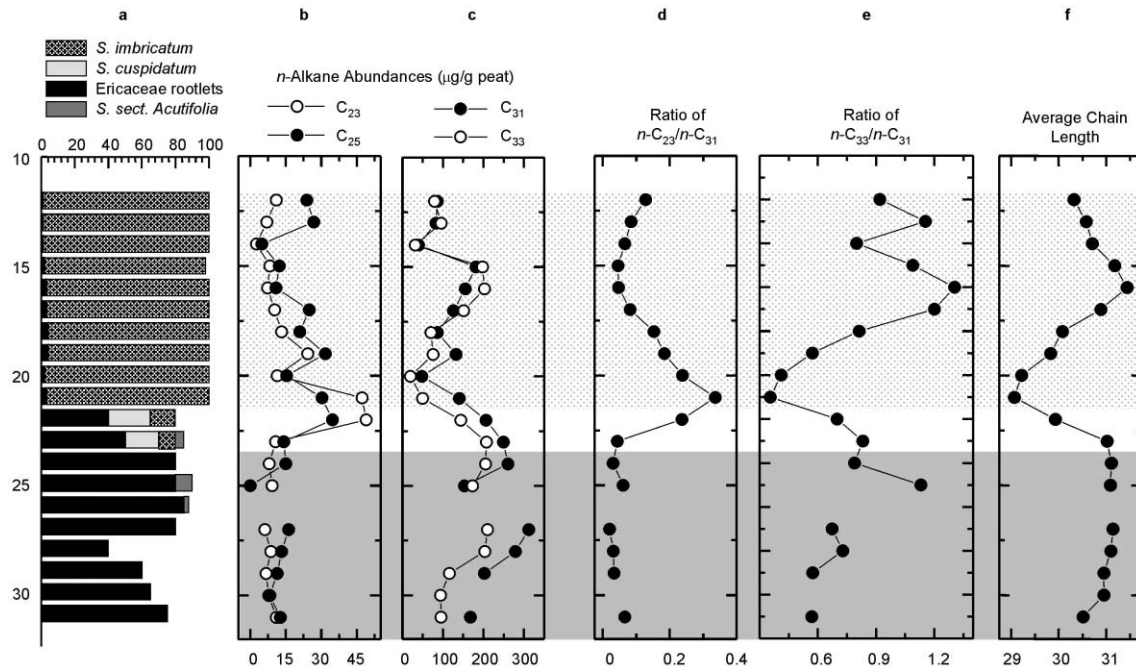 a b c d e f
S. imbricatum
S. cuspidatum
Ericaceae rootlets
S. sect. Acutifolia
n-Alkane Abundances (µg/g peat)
C23 C31
C25 C33
Ratio of
n-C23/n-C31
Ratio of
n-C33/n-C31
Average Chain
Length
0 20 40 60 80 100
10
15
20
25
30
0 15 30 45 0 100 200 300 0 0.2 0.4 0.6 0.9 1.2 29 30 31